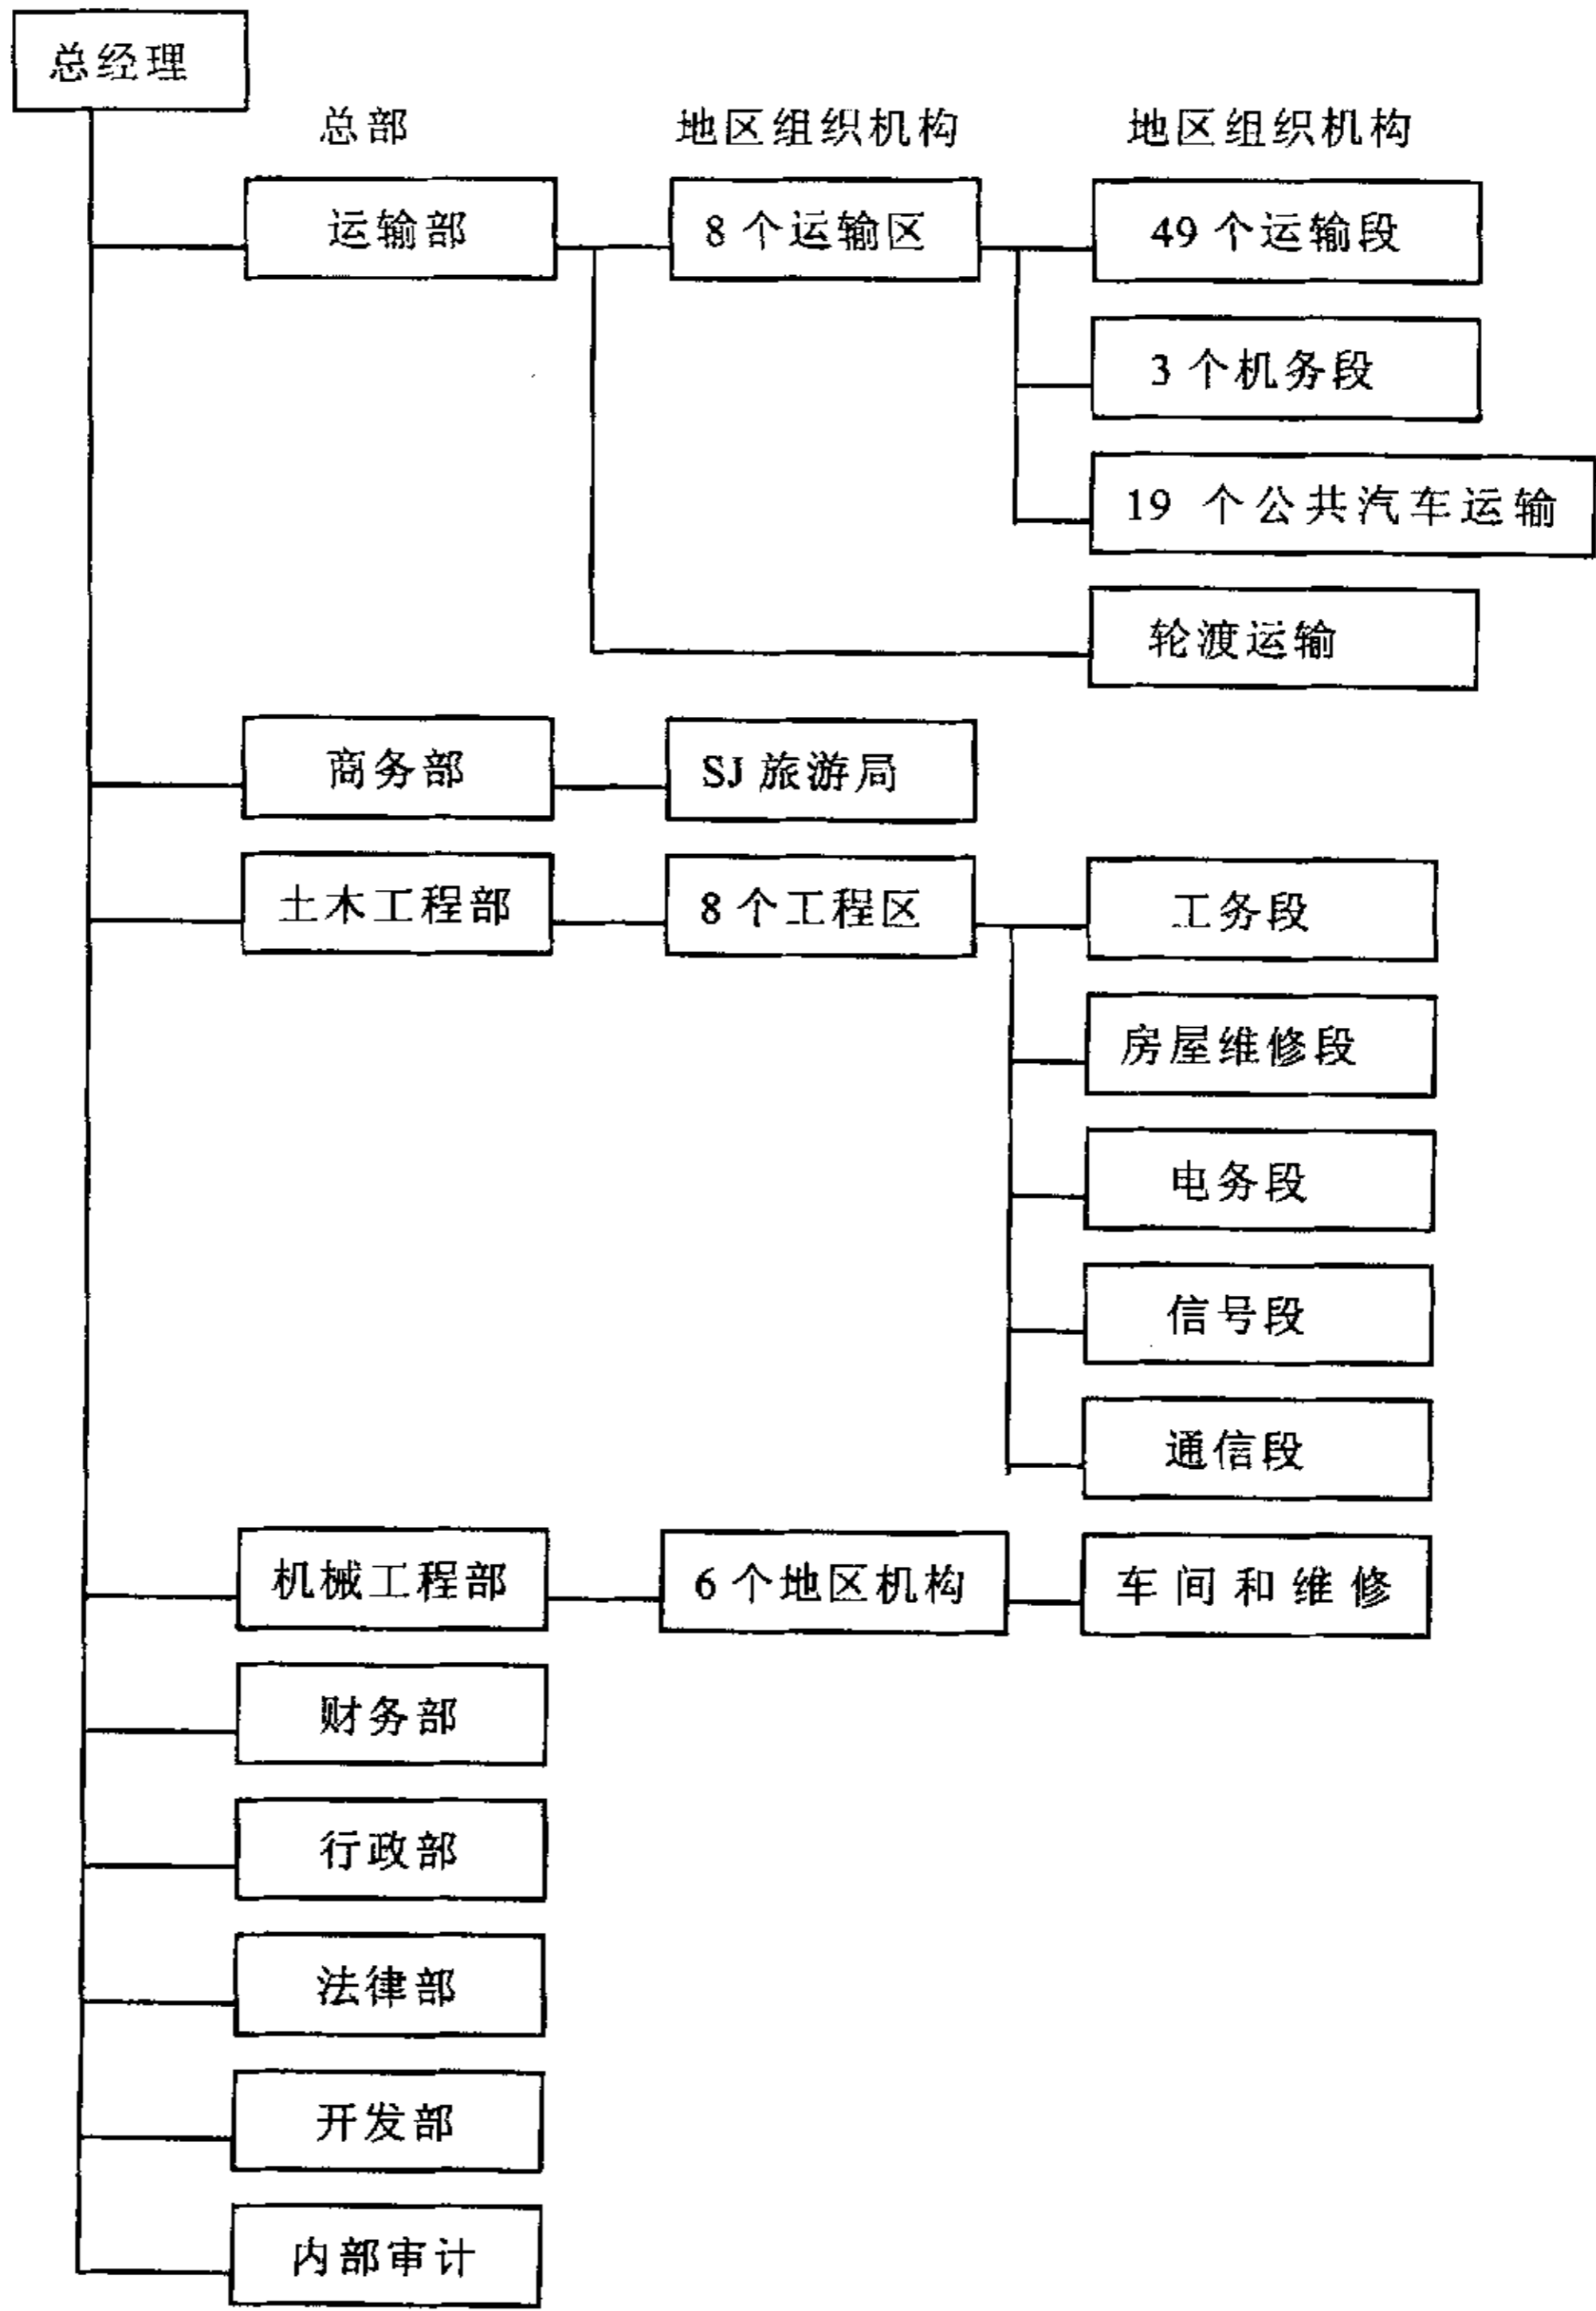 总经理
总部 地区组织机构 地区组织机构
运输部 8个运输区 49个运输段
3个机务段
19 个公共汽车运输
轮渡运输
商务部 SJ旅游局
土木工程部 8个工程区 工务段
房屋维修段
电务段
信号段
通信段
机械工程部 6个地区机构 车间和维修
财务部
行政部
法律部
开发部
内部审计